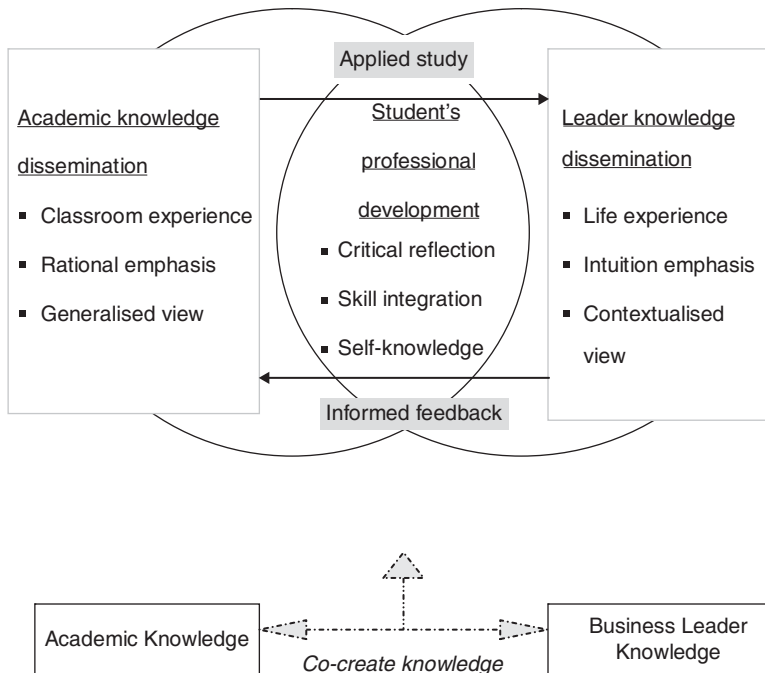 Applied study
Academic knowledge
dissemination
▪ Classroom experience
▪ Rational emphasis
▪ Generalised view
Student's
professional
development
▪ Critical reflection
▪ Skill integration
▪ Self-knowledge
Leader knowledge
dissemination
▪ Life experience
▪ Intuition emphasis
▪ Contextualised
view
Informed feedback
Academic Knowledge
Co-create knowledge
Business Leader
Knowledge